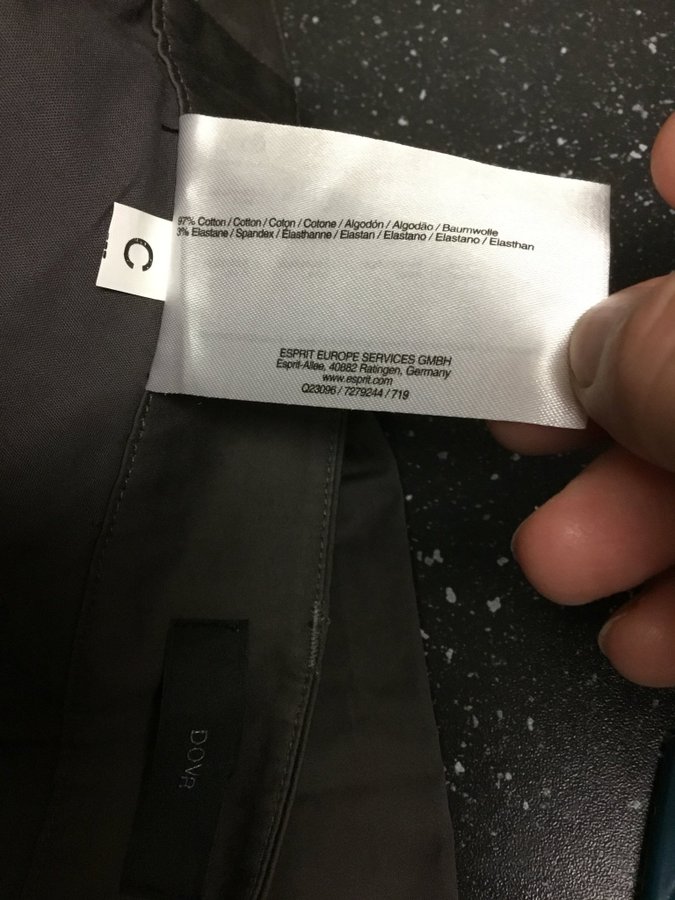 97% Cotton / Cotton / Coton / Cotone / Algodón / Algodão / Baumwolle
3% Elastane / Spandex / Élasthanne / Elastan / Elastano / Elastano / Elasthan
ESPRIT EUROPE SERVICES GMBH
Esprit-Allee, 40882 Ratingen, Germany
www.esprit.com
Q23096 / 7279244 / 719
C
DOVR